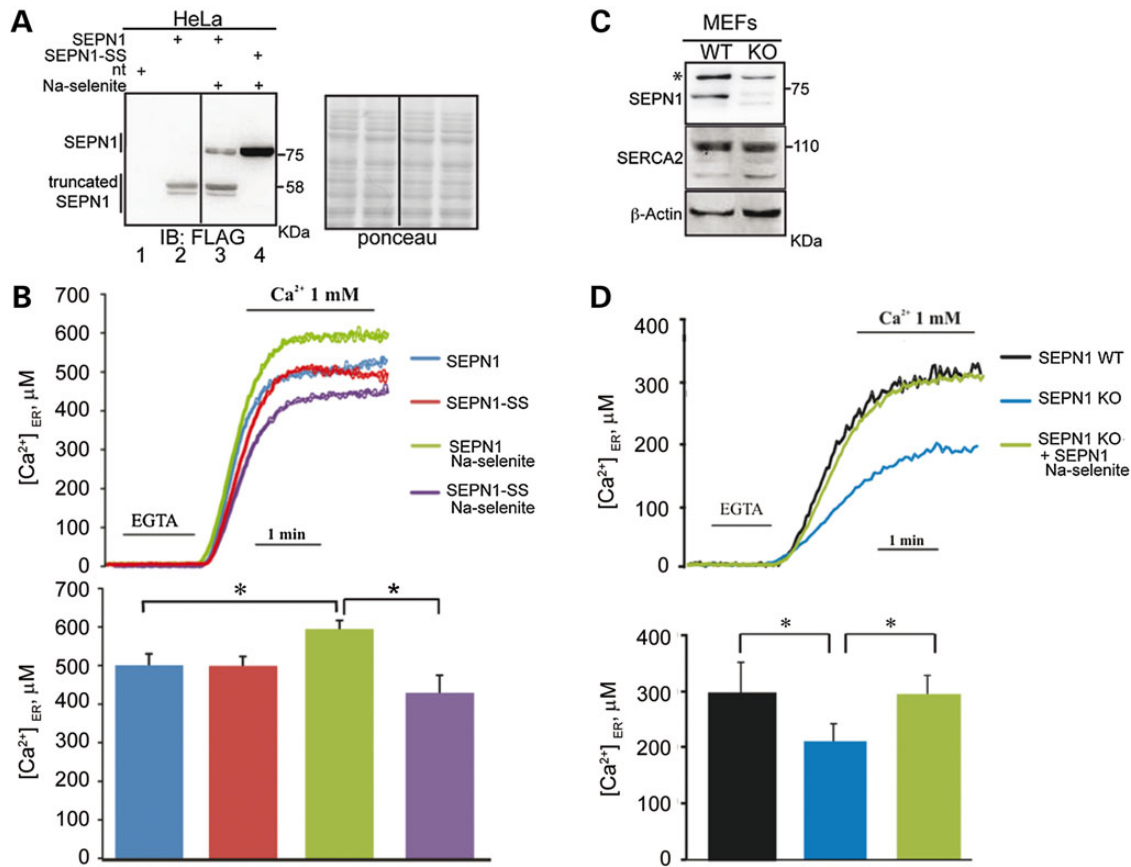 A
HeLa
SEPN1 + +
SEPN1-SS +
nt +
Na-selenite + +
SEPN1
75
truncated
SEPN1
58
KDa
IB: FLAG
1 2 3 4
ponceau
C
MEFs
WT KO
*
75
SEPN1
SERCA2
110
β-Actin
KDa
B
[Ca²⁺] ER, μM
700
600
500
400
300
200
100
0
Ca²⁺ 1 mM
EGTA
1 min
SEPN1
SEPN1-SS
SEPN1
Na-selenite
SEPN1-SS
Na-selenite
[Ca²⁺] ER, μM
700
600
500
400
300
200
100
0
* *
D
[Ca²⁺] ER, μM
400
300
200
100
0
Ca²⁺ 1 mM
EGTA
1 min
SEPN1 WT
SEPN1 KO
SEPN1 KO
+ SEPN1
Na-selenite
[Ca²⁺] ER, μM
400
300
200
100
0
* *